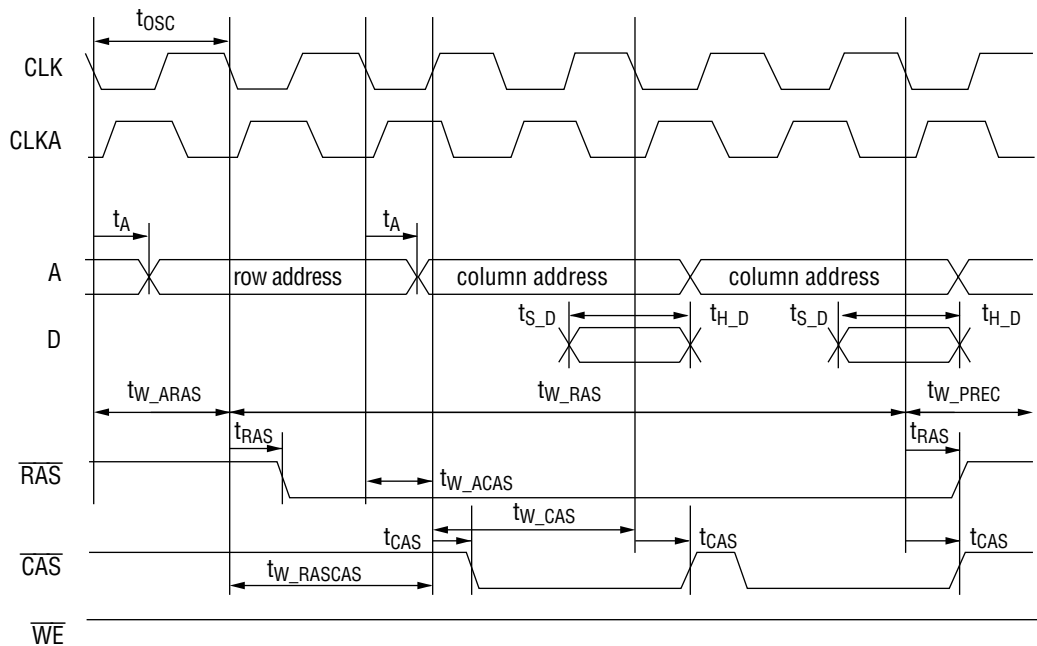 tOSC
CLK
CLKA
tA tA
A row address column address column address
tS_D tH_D tS_D tH_D
D
tW_ARAS tW_RAS tW_PREC
tRAS tRAS
RAS tW_ACAS
tW_CAS
tCAS tCAS tCAS
CAS
tW_RASCAS
WE